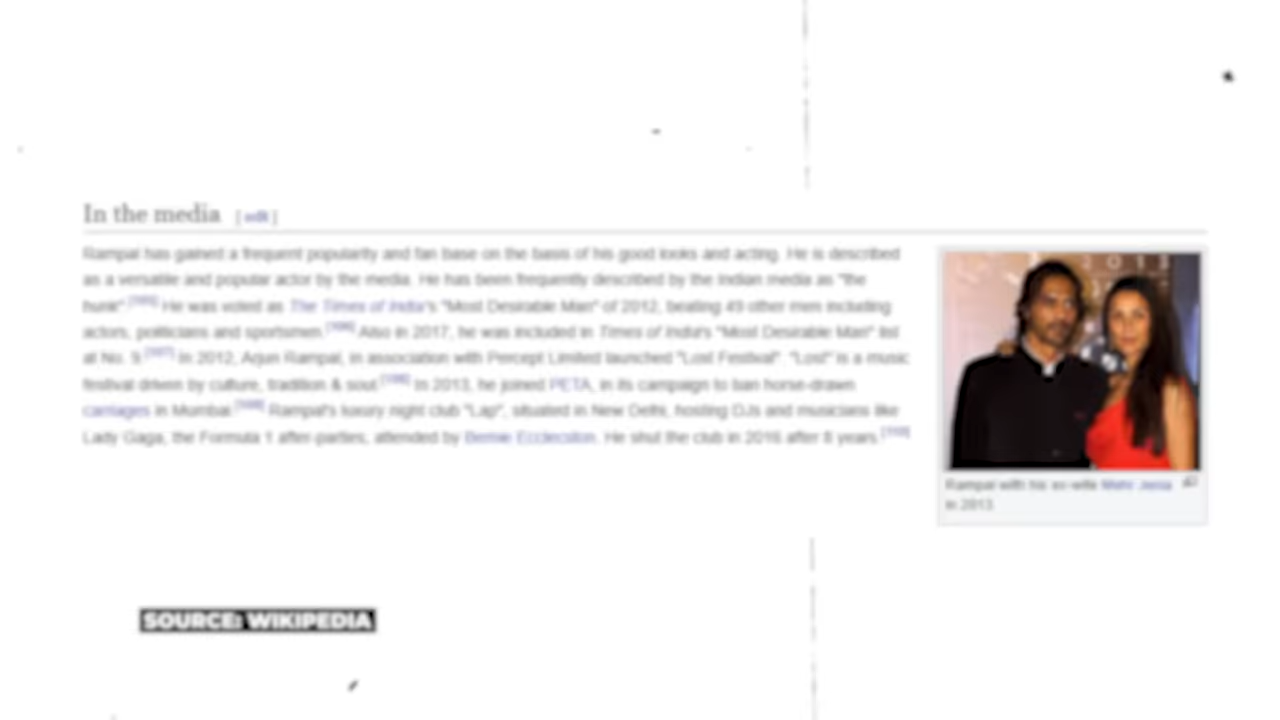 In the media [ edit ]
Rampal has gained a frequent popularity and fan base on the basis of his good looks and acting. He is described
as a versatile and popular actor by the media. He has been frequently described by the Indian media as "the
hunk". He was voted as The Times of India's "Most Desirable Man" of 2012, beating 49 other men including
actors, politicians and sportsmen. Also in 2017, he was included in Times of India's "Most Desirable Man" list
at No. 9. In 2012, Arjun Rampal, in association with Percept Limited launched "Lost Festival". "Lost" is a music
festival driven by culture, tradition & soul. In 2013, he joined PETA, in its campaign to ban horse-drawn
carriages in Mumbai. Rampal's luxury night club "Lap", situated in New Delhi, hosting DJs and musicians like
Lady Gaga, the Formula 1 after-parties, attended by Bernie Ecclestone. He shut the club in 2016 after 8 years.
2013
Rampal with his ex-wife Mehr Jesia
in 2013
SOURCE: WIKIPEDIA